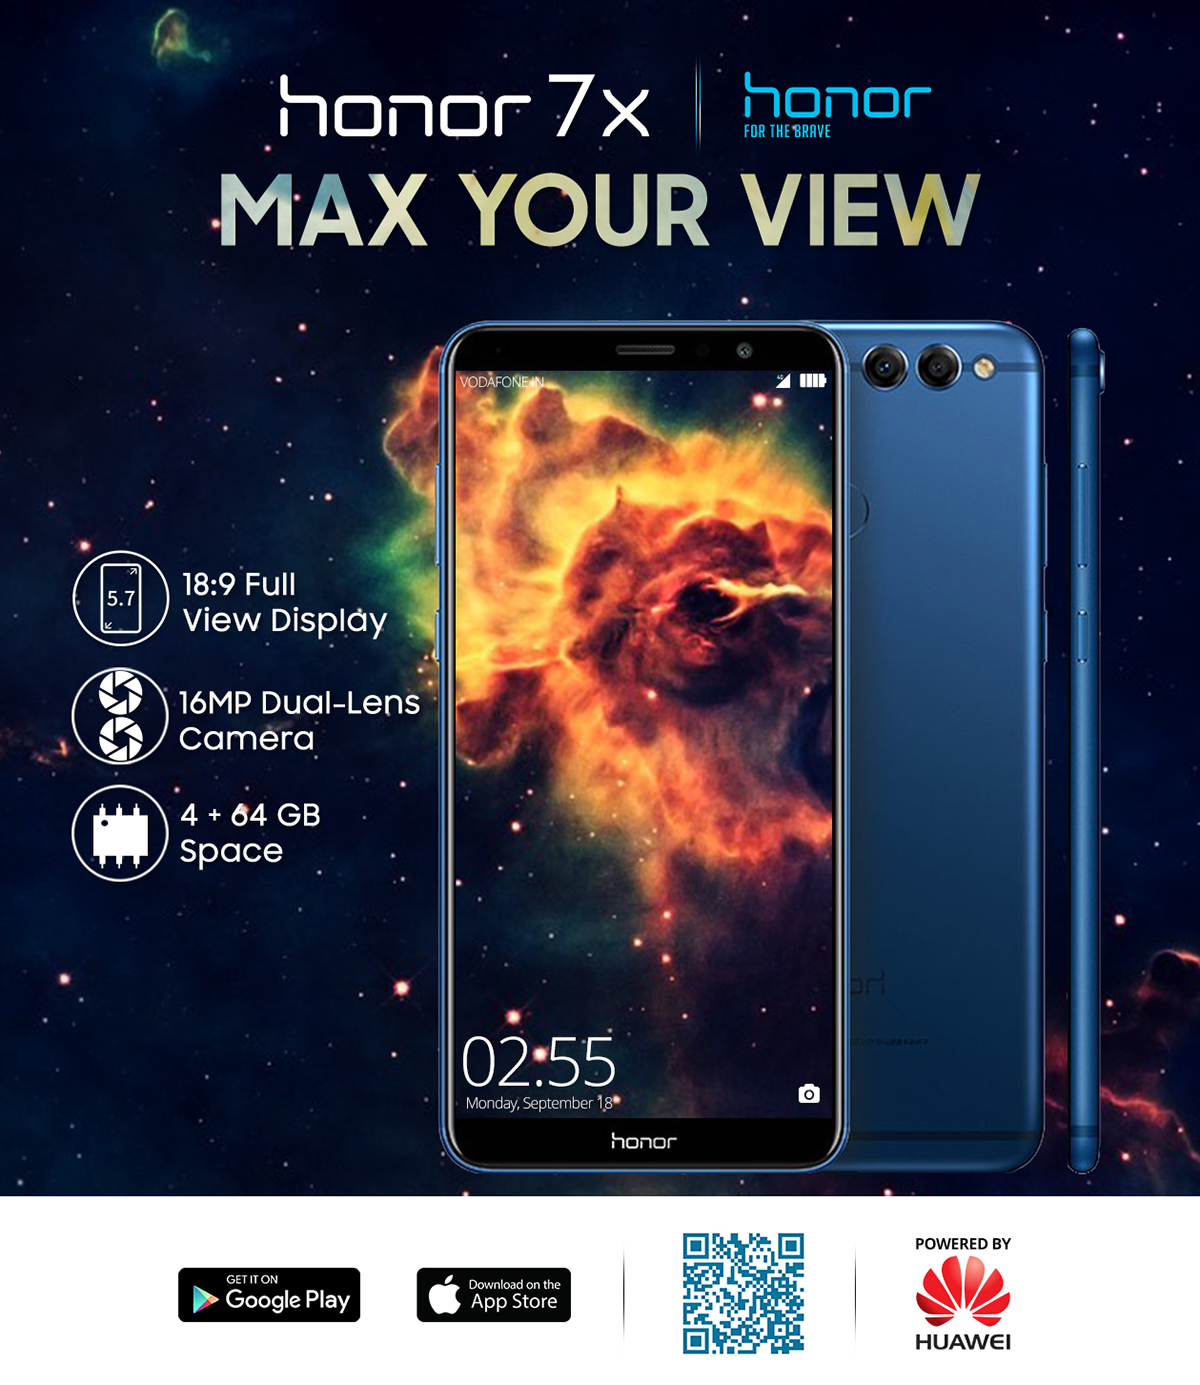 honor 7x
honor
FOR THE BRAVE
MAX YOUR VIEW
VODAFONE IN
4G
5.7
18:9 Full
View Display
16MP Dual-Lens
Camera
4 + 64 GB
Space
02.55
Monday, September 18
honor
GET IT ON
Google Play
Download on the
App Store
POWERED BY
HUAWEI